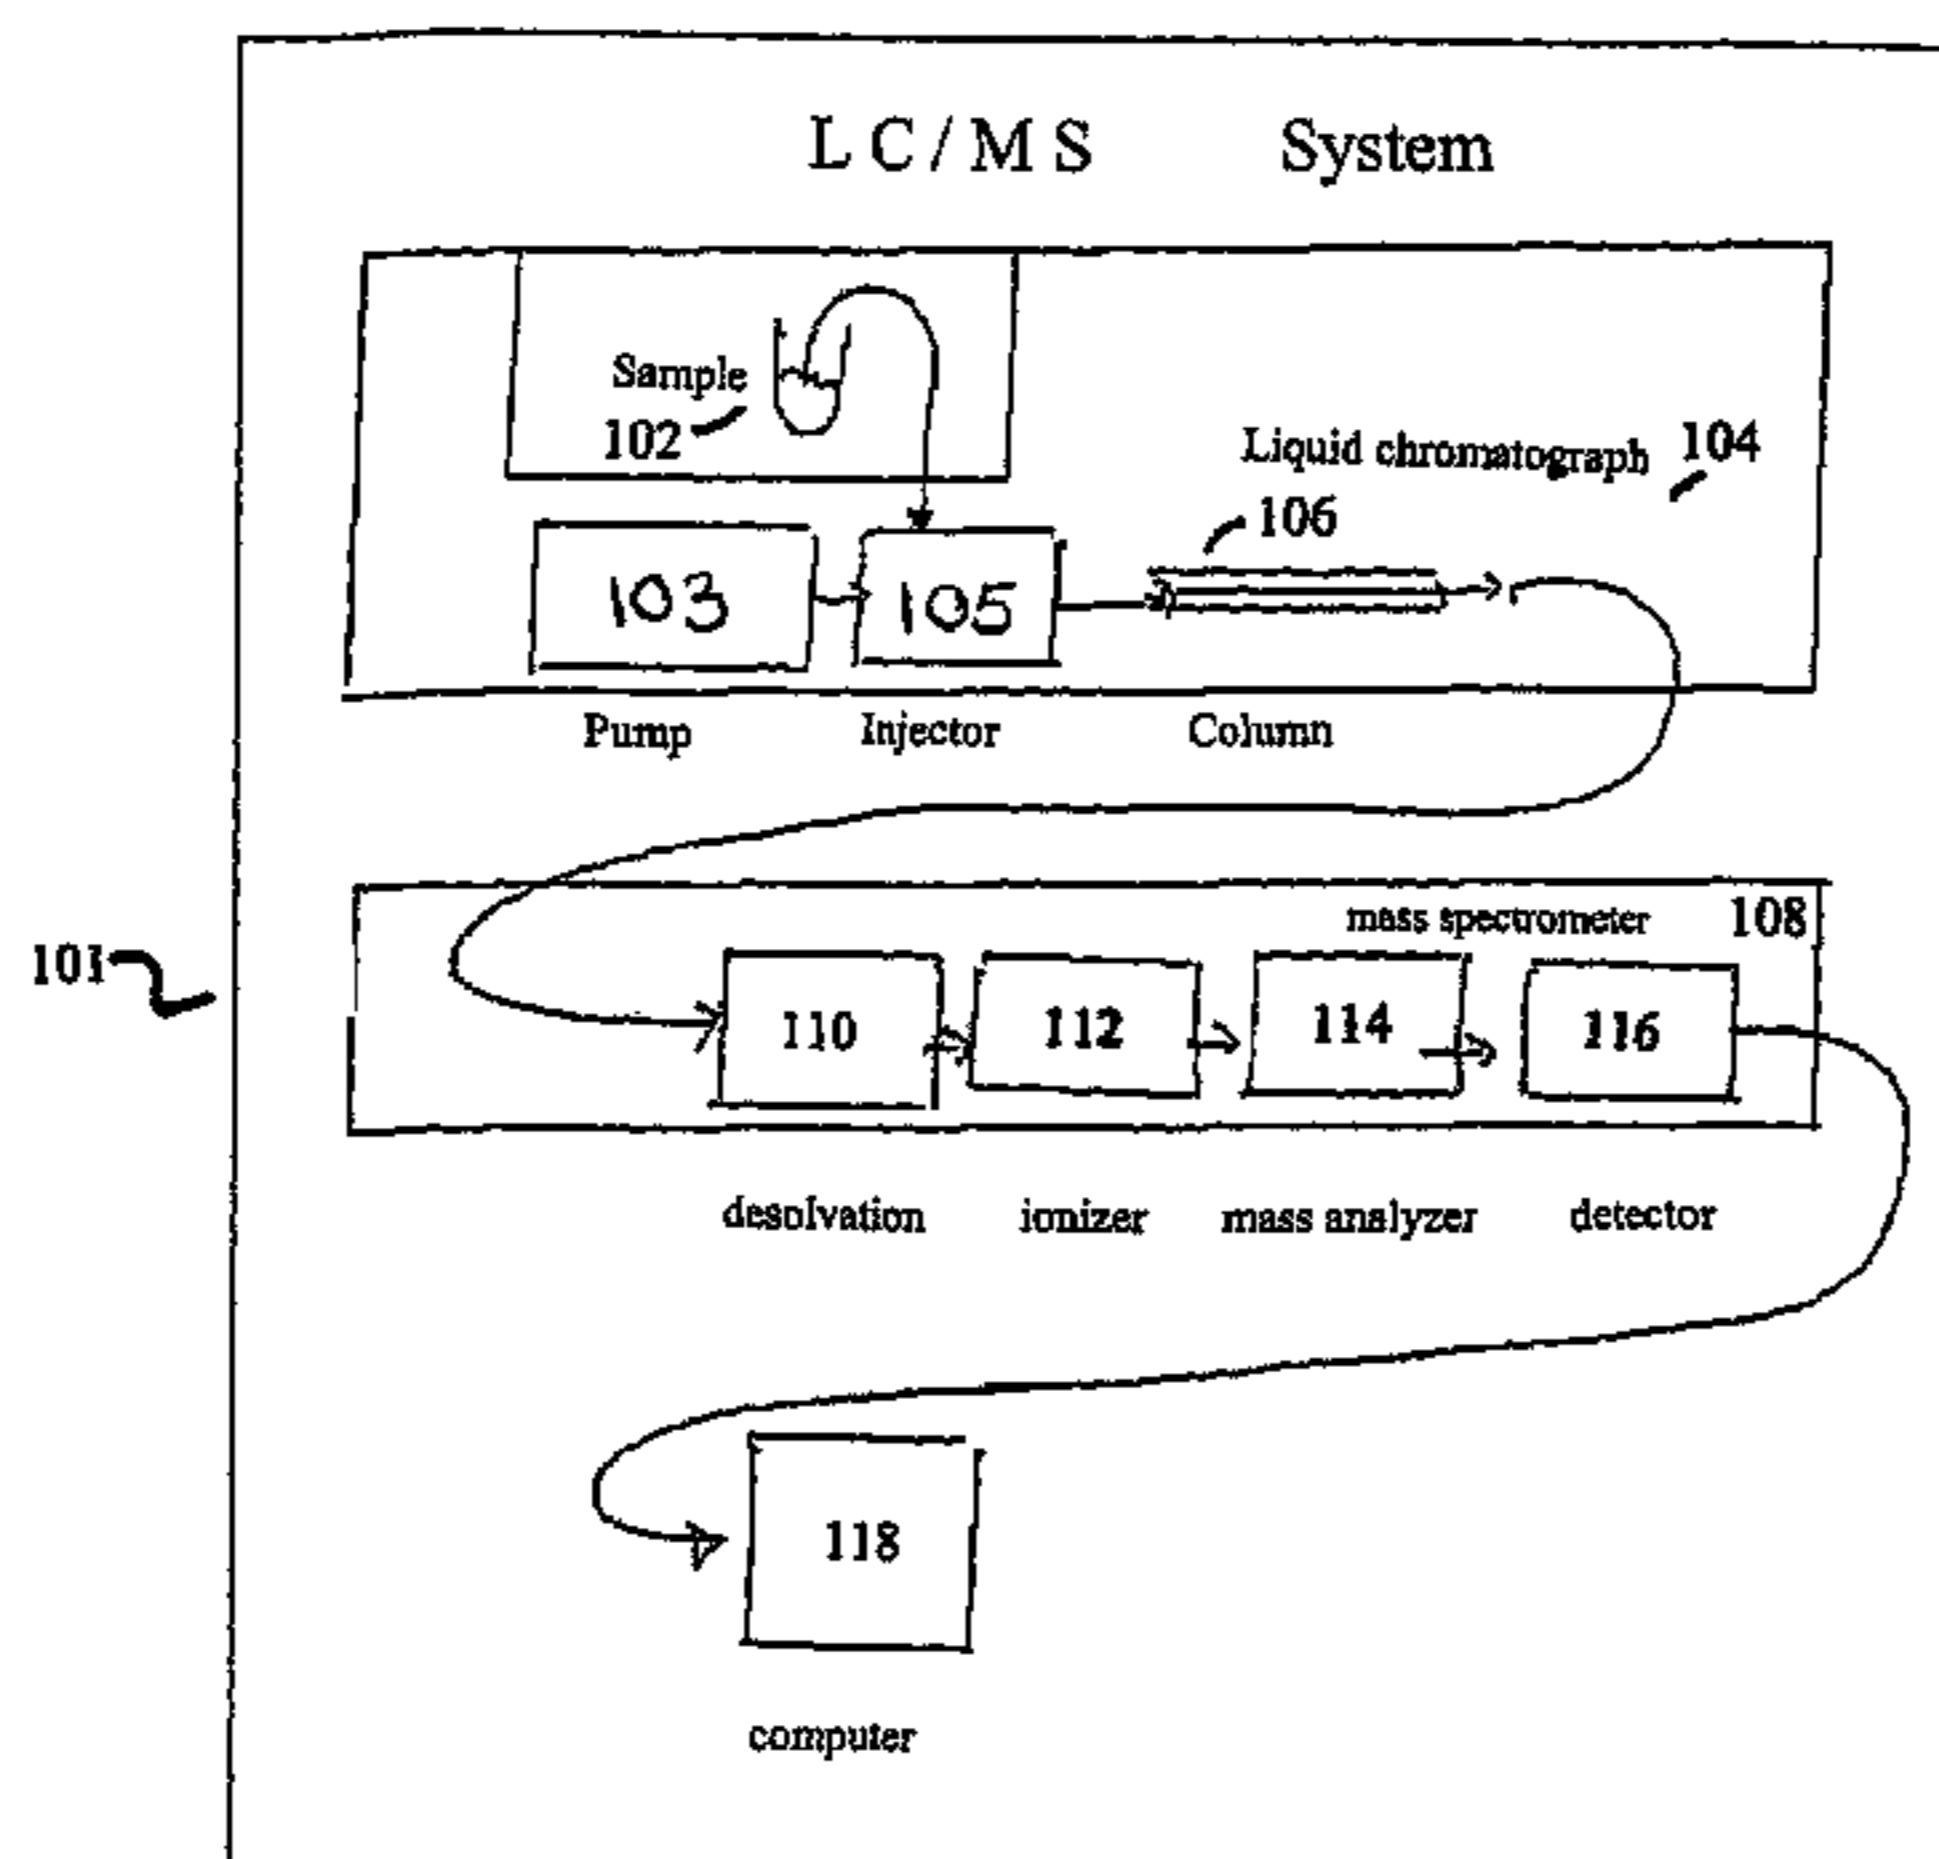 LC/MS System
Sample
102
Liquid chromatograph 104
106
103 105
Pump Injector Column
mass spectrometer 108
101
110 112 114 116
desolvation ionizer mass analyzer detector
118
computer